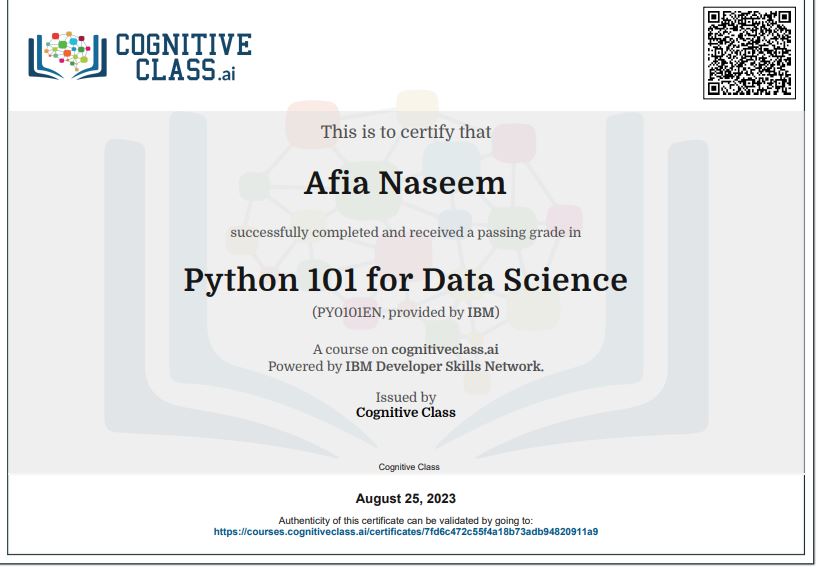 COGNITIVE
CLASS.ai
This is to certify that
Afia Naseem
successfully completed and received a passing grade in
Python 101 for Data Science
(PY0101EN, provided by IBM)
A course on cognitiveclass.ai
Powered by IBM Developer Skills Network.
Issued by
Cognitive Class
Cognitive Class
August 25, 2023
Authenticity of this certificate can be validated by going to:
https://courses.cognitiveclass.ai/certificates/7fd6c472c55f4a18b73adb94820911a9